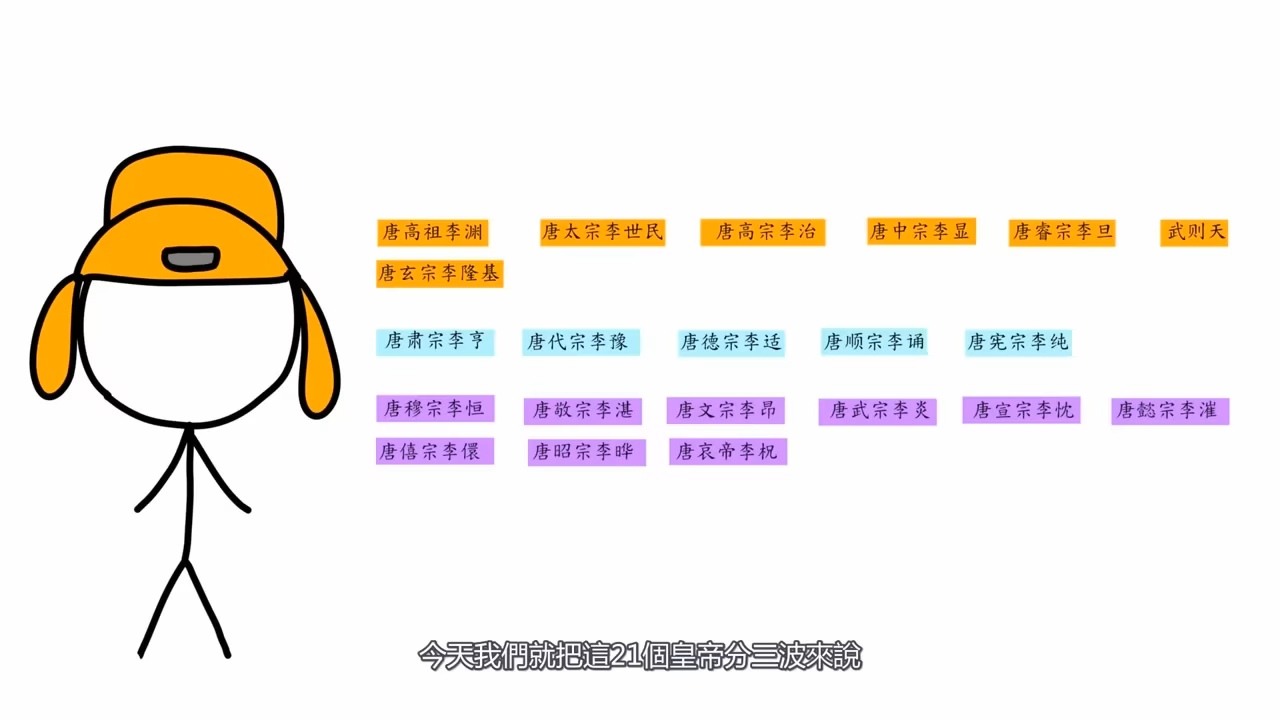 唐高祖李渊 唐太宗李世民 唐高宗李治 唐中宗李显 唐睿宗李旦 武则天
唐玄宗李隆基
唐肃宗李亨 唐代宗李豫 唐德宗李适 唐顺宗李诵 唐宪宗李纯
唐穆宗李恒 唐敬宗李湛 唐文宗李昂 唐武宗李炎 唐宣宗李忱 唐懿宗李漼
唐僖宗李儇 唐昭宗李晔 唐哀帝李柷
今天我們就把這21個皇帝分三波來說